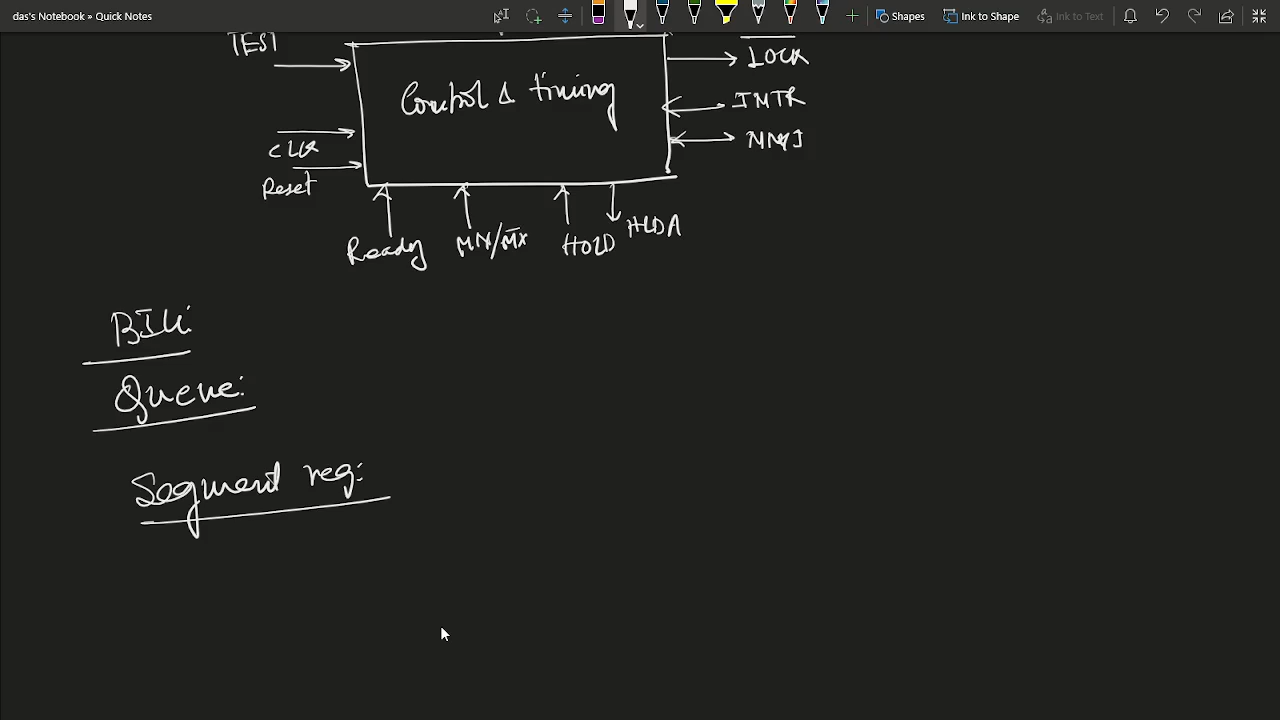 das's Notebook » Quick Notes
Shapes
Ink to Shape
Ink to Text
TEST
LOCK
Control & timing
INTR
CLK
NMI
Reset
Ready
MN/MX
HOLD
HLDA
BIU:
Queue:
Segment reg: